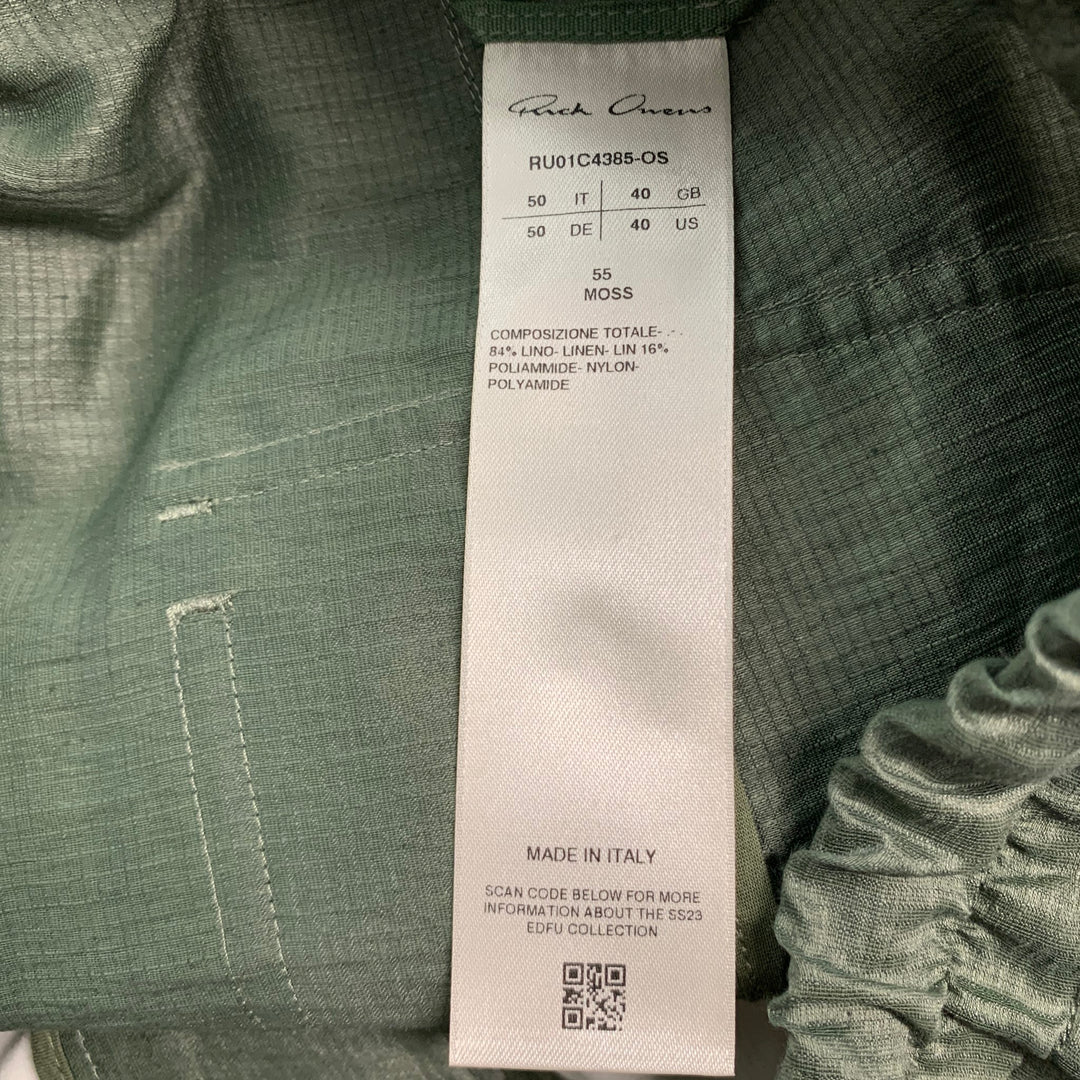 Rick Owens
RU01C4385-OS
50 IT 40 GB
50 DE 40 US
55
MOSS
COMPOSIZIONE TOTALE- .-.
84% LINO- LINEN- LIN 16%
POLIAMMIDE- NYLON-
POLYAMIDE
MADE IN ITALY
SCAN CODE BELOW FOR MORE
INFORMATION ABOUT THE SS23
EDFU COLLECTION